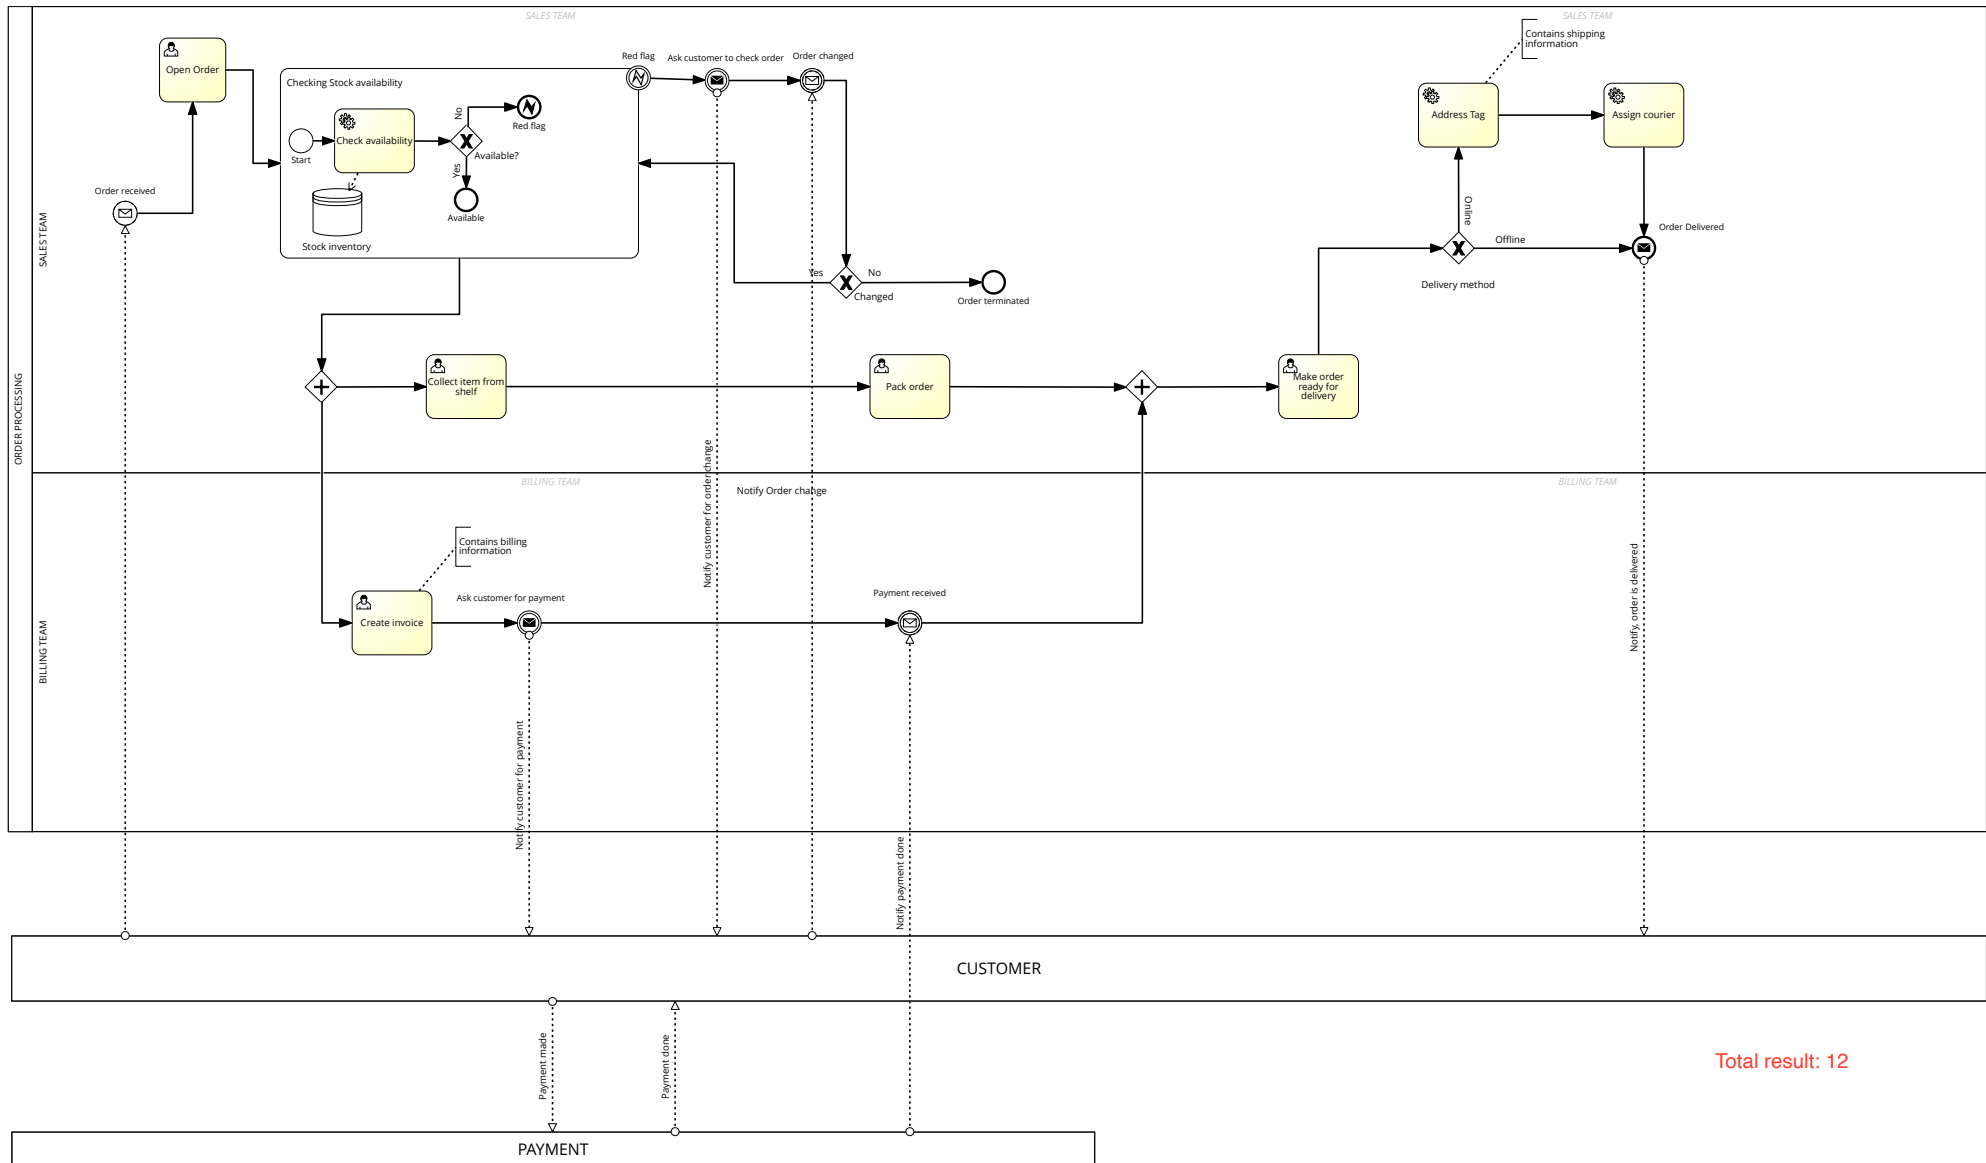 SALES TEAM
SALES TEAM
Open Order
Checking Stock availability
Red flag
Ask customer to check order
Order changed
Contains shipping
information
No
Red flag
Start
Check availability
Available?
Yes
Available
Stock inventory
Order received
SALES TEAM
Address Tag
Assign courier
Online
Offline
Order Delivered
Delivery method
Yes
No
Changed
Order terminated
ORDER PROCESSING
Collect item from
shelf
Pack order
Make order
ready for
delivery
BILLING TEAM
BILLING TEAM
Notify customer for order change
Notify Order change
Contains billing
information
Create invoice
Ask customer for payment
Payment received
BILLING TEAM
Notify, order is delivered
Notify customer for payment
Notify payment done
CUSTOMER
Payment made
Payment done
Total result: 12
PAYMENT